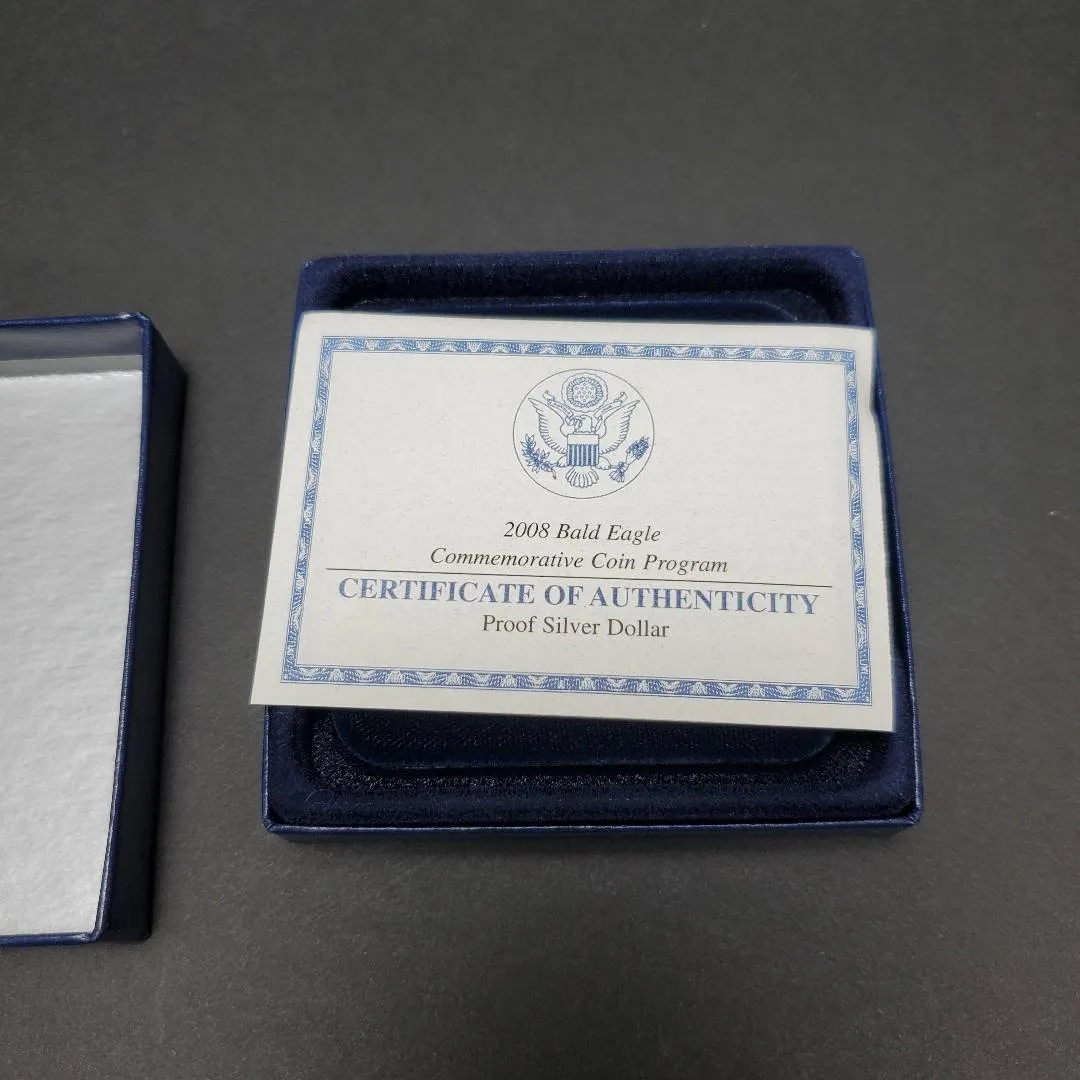 2008 Bald Eagle
Commemorative Coin Program
CERTIFICATE OF AUTHENTICITY
Proof Silver Dollar